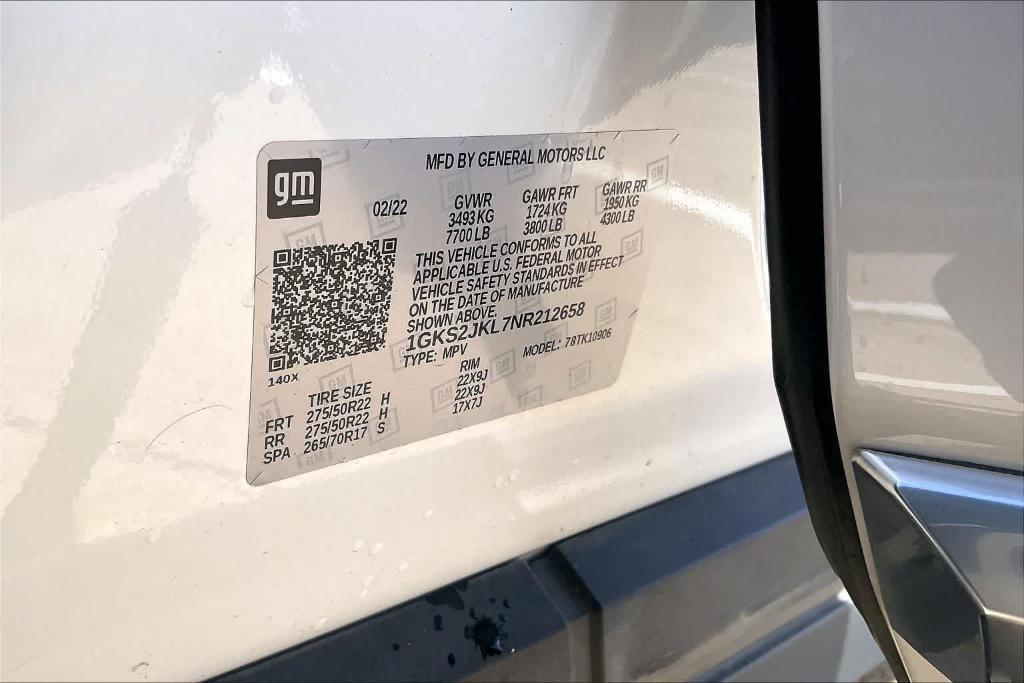 gm
MFD BY GENERAL MOTORS LLC
02/22 GVWR GAWR FRT GAWR RR
3493 KG 1724 KG 1950 KG
7700 LB 3800 LB 4300 LB
THIS VEHICLE CONFORMS TO ALL
APPLICABLE U.S. FEDERAL MOTOR
VEHICLE SAFETY STANDARDS IN EFFECT
ON THE DATE OF MANUFACTURE
SHOWN ABOVE.
1GKS2JKL7NR212658
TYPE: MPV MODEL: 78TK10906
140X
TIRE SIZE RIM
FRT 275/50R22 H 22X9J
RR 275/50R22 H 22X9J
SPA 265/70R17 S 17X7J